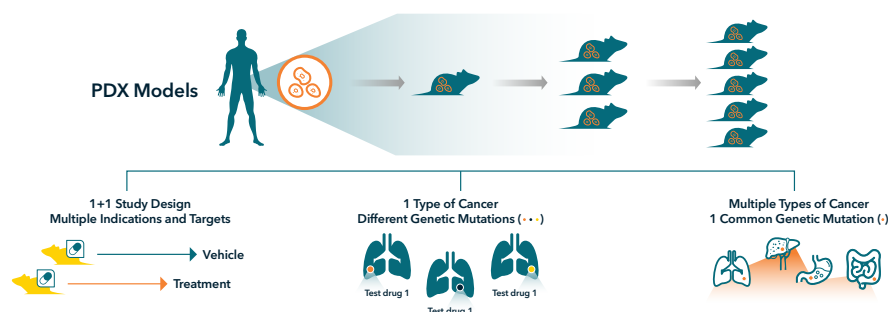 PDX Models
1+1 Study Design
Multiple Indications and Targets
Vehicle
Treatment
1 Type of Cancer
Different Genetic Mutations (•••)
Test drug 1
Test drug 1
Test drug 1
Multiple Types of Cancer
1 Common Genetic Mutation (•)